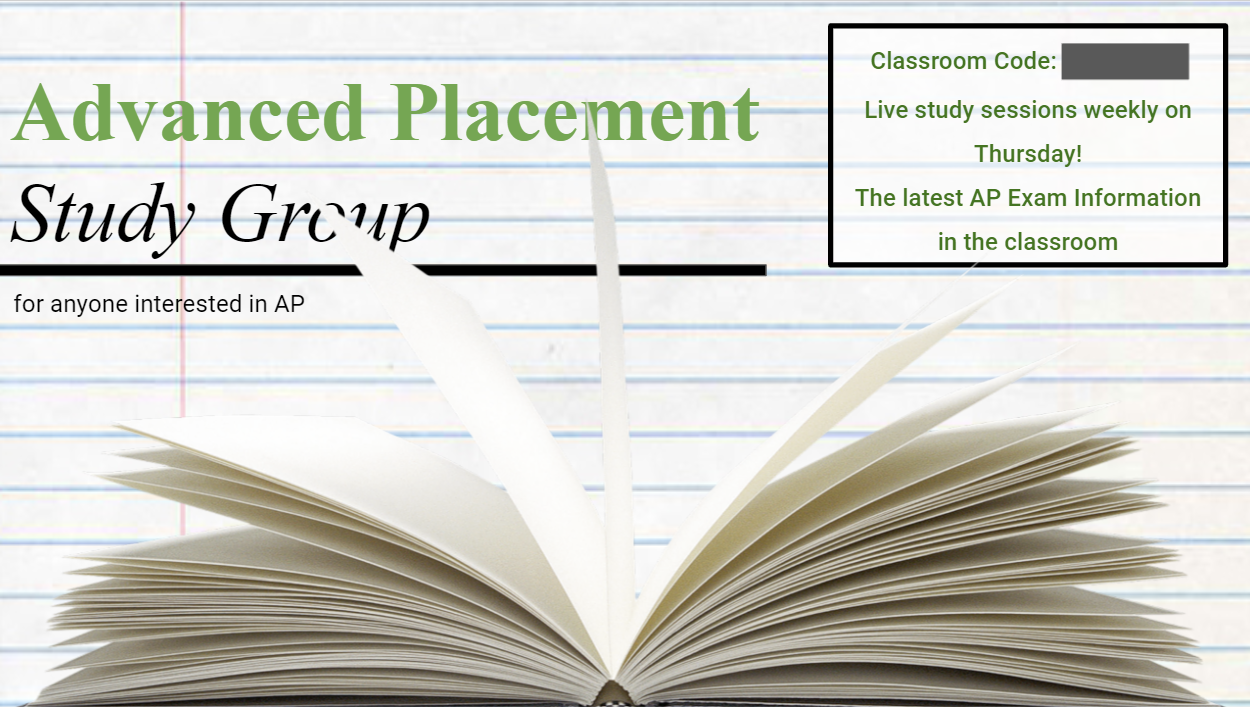 Advanced Placement
Study Group
for anyone interested in AP
Classroom Code:
Live study sessions weekly on
Thursday!
The latest AP Exam Information
in the classroom